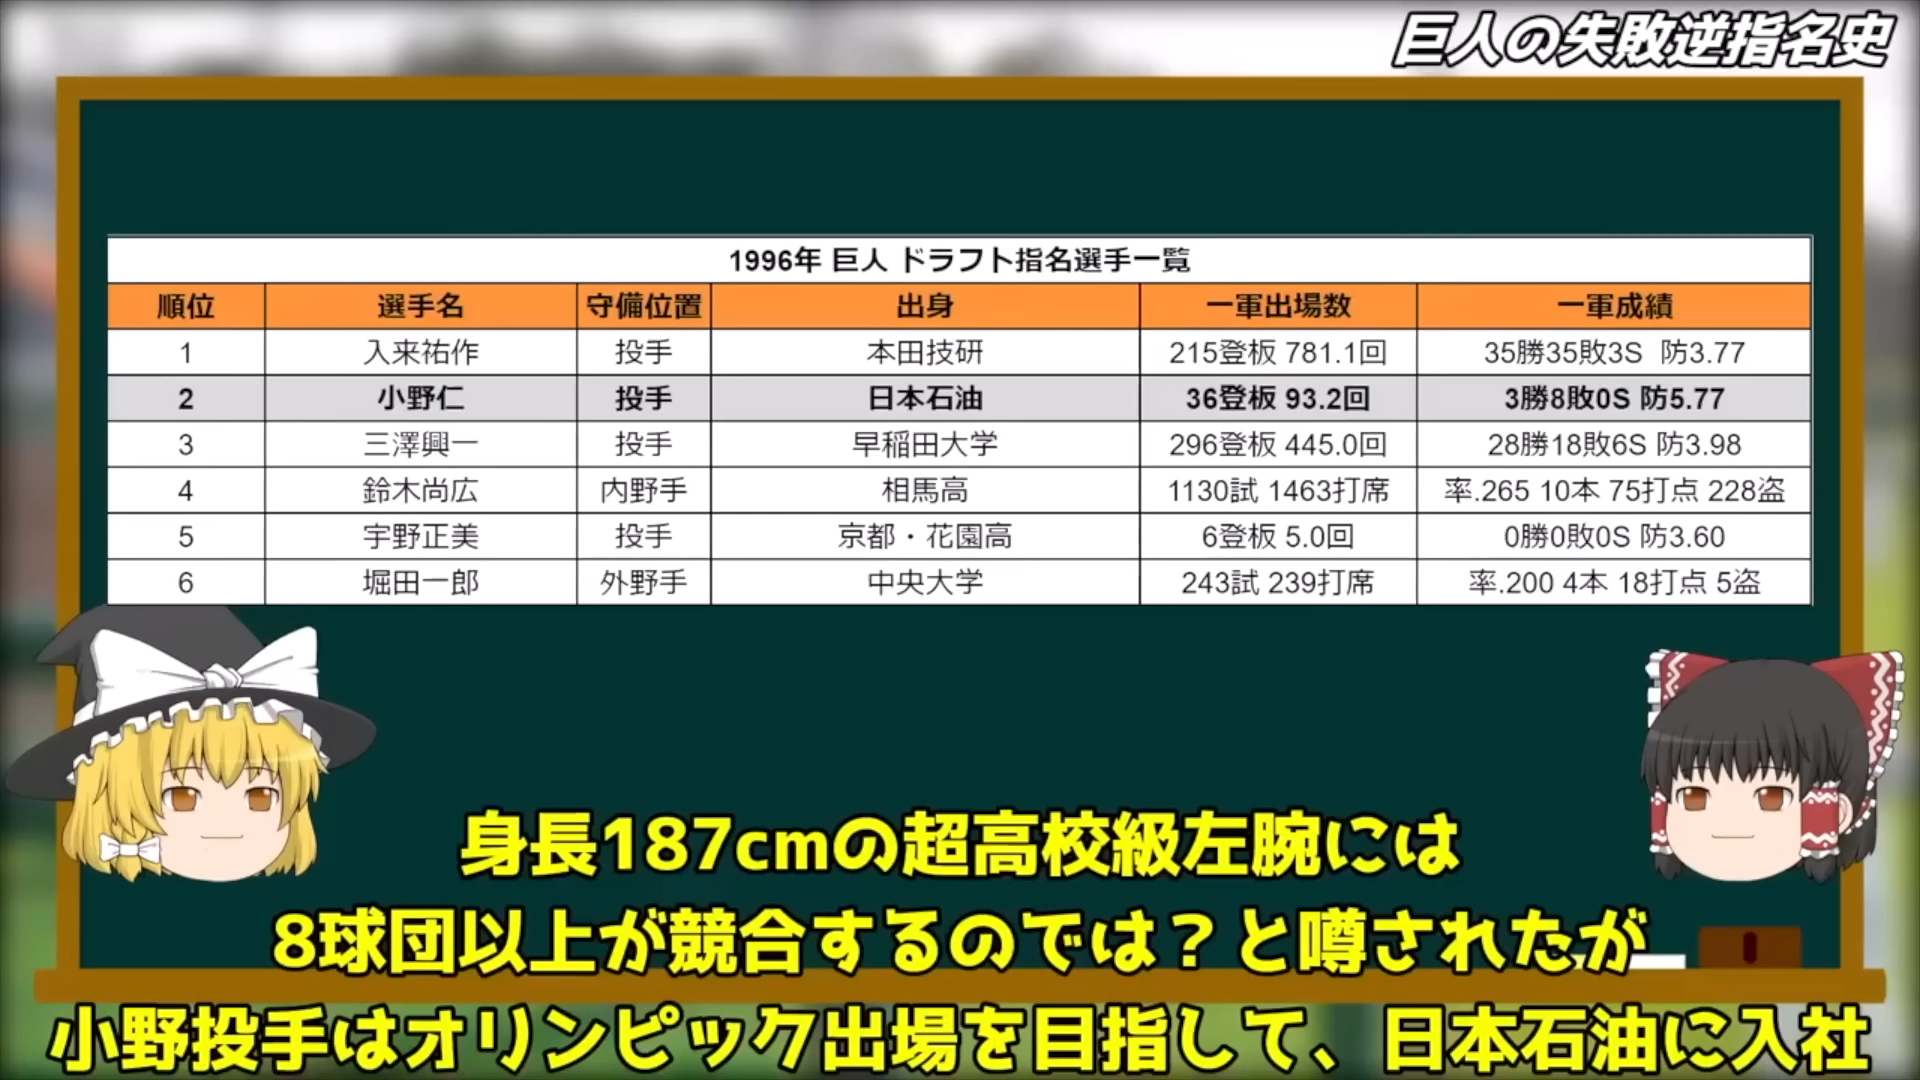 巨人の失敗逆指名史
1996年 巨人 ドラフト指名選手一覧
順位 選手名 守備位置 出身 一軍出場数 一軍成績
1 入来祐作 投手 本田技研 215登板 781.1回 35勝35敗3S 防3.77
2 小野仁 投手 日本石油 36登板 93.2回 3勝8敗0S 防5.77
3 三澤興一 投手 早稲田大学 296登板 445.0回 28勝18敗6S 防3.98
4 鈴木尚広 内野手 相馬高 1130試 1463打席 率.265 10本 75打点 228盗
5 宇野正美 投手 京都・花園高 6登板 5.0回 0勝0敗0S 防3.60
6 堀田一郎 外野手 中央大学 243試 239打席 率.200 4本 18打点 5盗
身長187cmの超高校級左腕には
8球団以上が競合するのでは？と噂されたが
小野投手はオリンピック出場を目指して、日本石油に入社